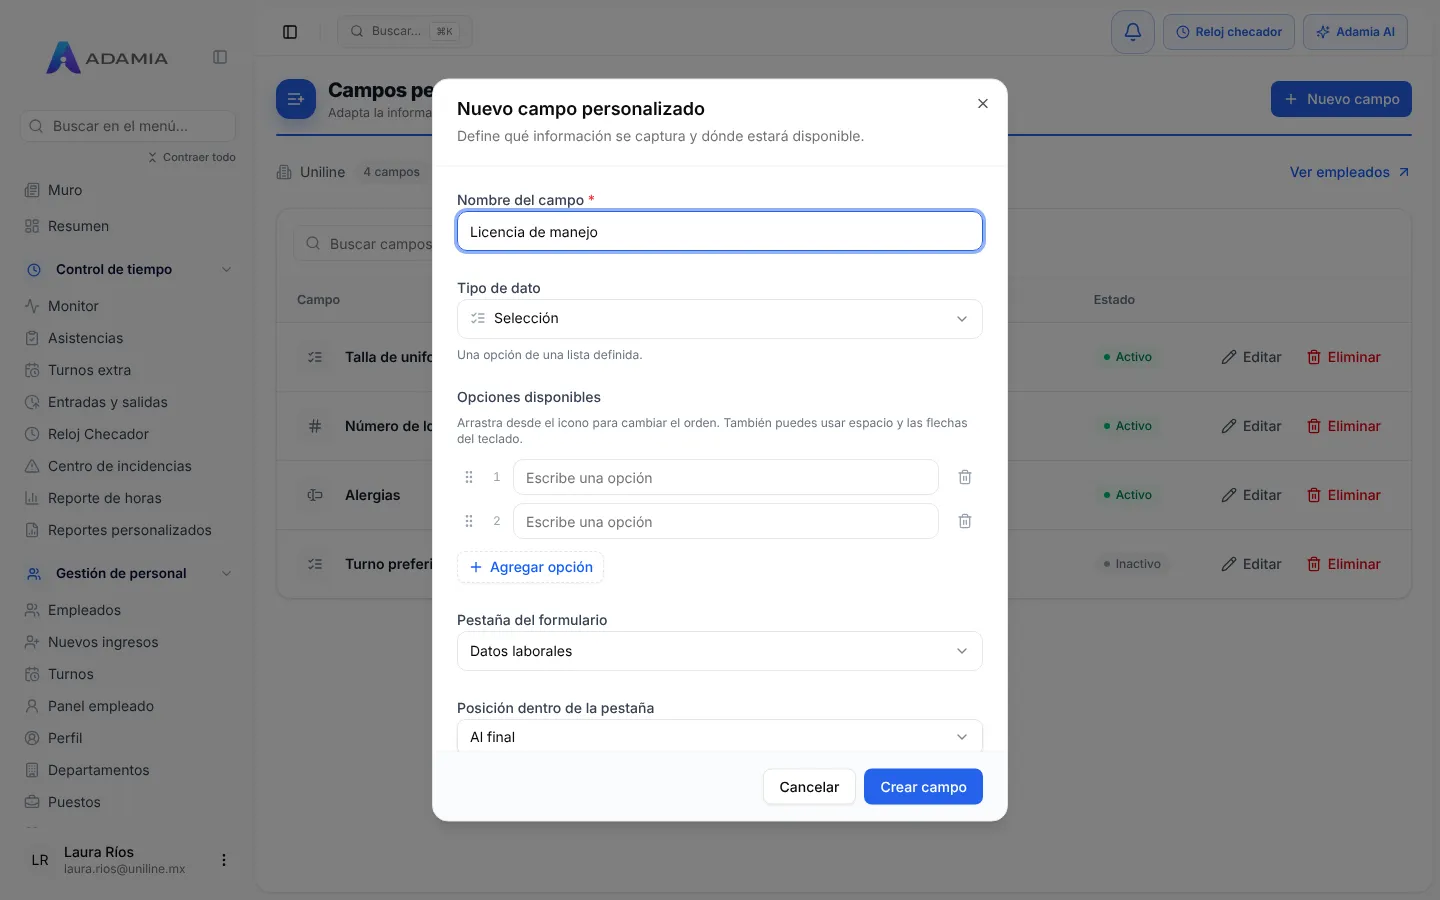 ADAMIA
Buscar en el menú...
Contraer todo
Muro
Resumen
Control de tiempo
Monitor
Asistencias
Turnos extra
Entradas y salidas
Reloj Checador
Centro de incidencias
Reporte de horas
Reportes personalizados
Gestión de personal
Empleados
Nuevos ingresos
Turnos
Panel empleado
Perfil
Departamentos
Puestos
LR
Laura Ríos
laura.rios@uniline.mx
Buscar... ⌘K
Reloj checador
Adamia AI
Campos pe
Adapta la informa
Nuevo campo
Uniline 4 campos
Ver empleados
Buscar campos
Campo Estado
Talla de unifo Activo Editar Eliminar
Número de lo Activo Editar Eliminar
Alergias Activo Editar Eliminar
Turno preferi Inactivo Editar Eliminar
Nuevo campo personalizado
Define qué información se captura y dónde estará disponible.
Nombre del campo *
Licencia de manejo
Tipo de dato
Selección
Una opción de una lista definida.
Opciones disponibles
Arrastra desde el icono para cambiar el orden. También puedes usar espacio y las flechas
del teclado.
1 Escribe una opción
2 Escribe una opción
Agregar opción
Pestaña del formulario
Datos laborales
Posición dentro de la pestaña
Al final
Cancelar
Crear campo